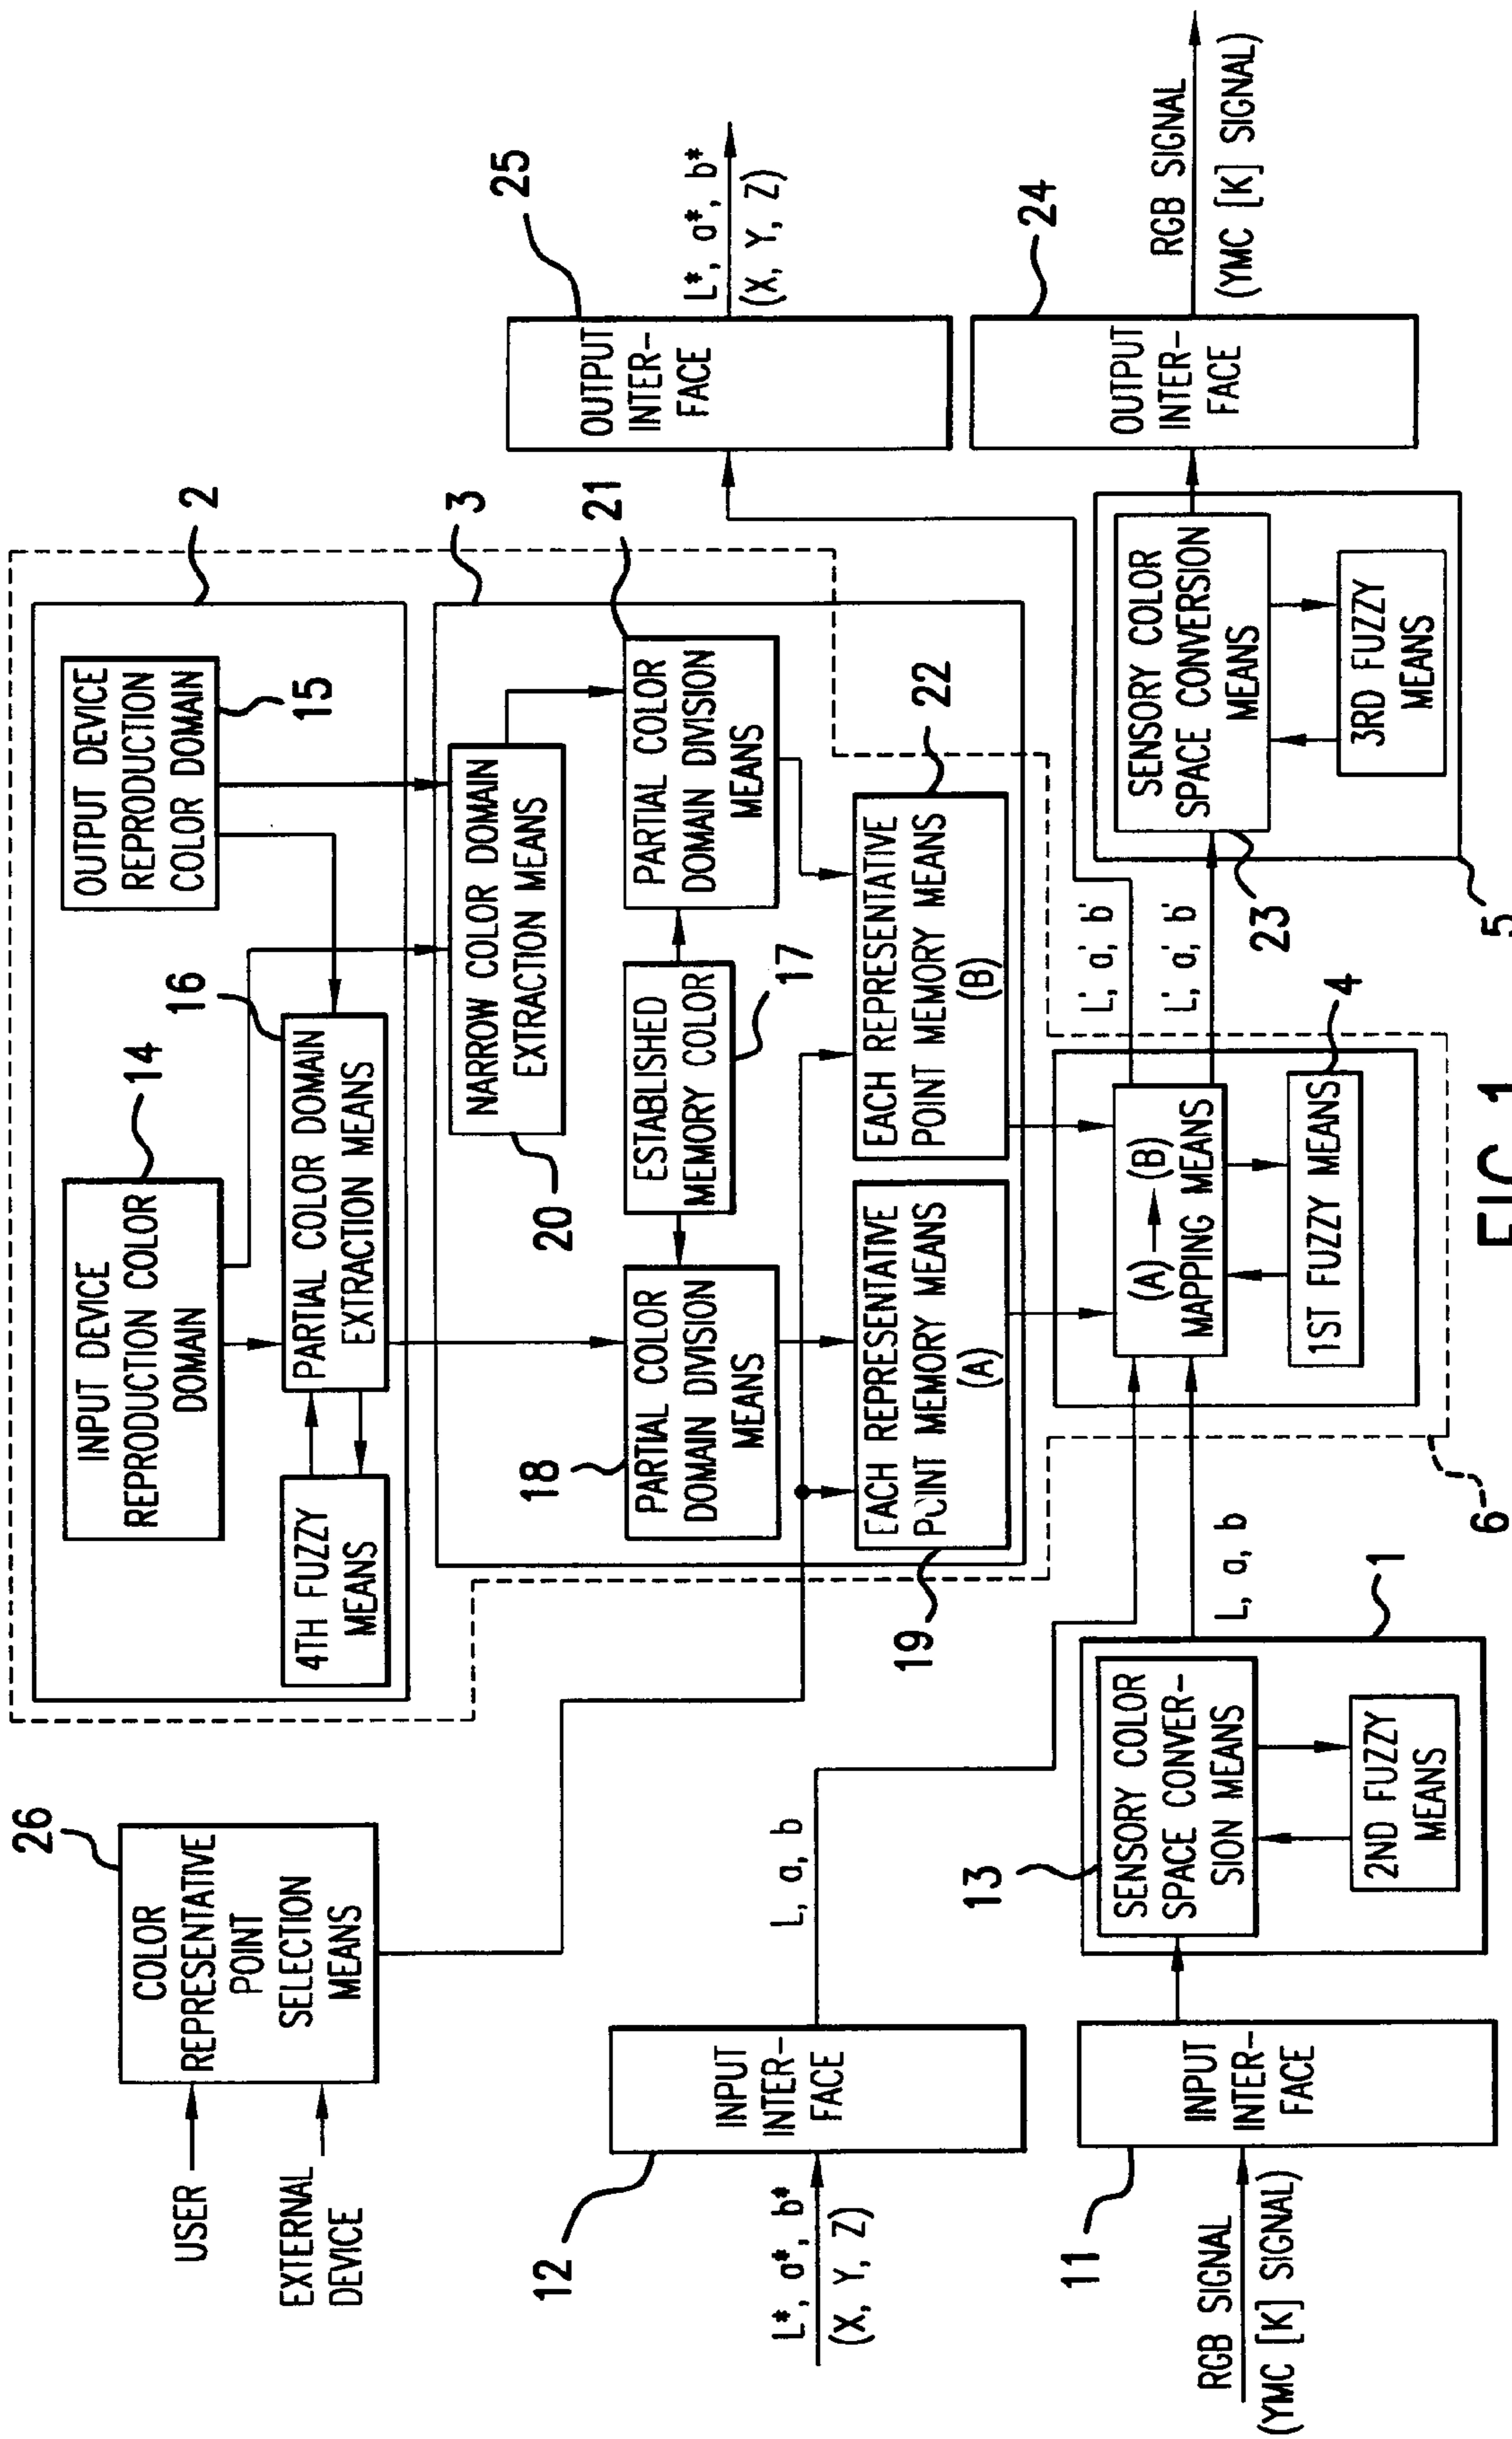 26
COLOR
REPRESENTATIVE
POINT
SELECTION
MEANS
USER
EXTERNAL
DEVICE
2
INPUT DEVICE
REPRODUCTION COLOR
DOMAIN
14
OUTPUT DEVICE
REPRODUCTION
COLOR DOMAIN
15
4TH FUZZY
MEANS
PARTIAL COLOR DOMAIN
EXTRACTION MEANS
16
3
NARROW COLOR DOMAIN
EXTRACTION MEANS
20
18
PARTIAL COLOR
DOMAIN DIVISION
MEANS
ESTABLISHED
MEMORY COLOR
17
PARTIAL COLOR
DOMAIN DIVISION
MEANS
21
EACH REPRESENTATIVE
POINT MEMORY MEANS
(A)
19
EACH REPRESENTATIVE
POINT MEMORY MEANS
(B)
22
L*, a*, b*
(X, Y, Z)
12
INPUT
INTER-
FACE
L, a, b
OUTPUT
INTER-
FACE
25
L*, a*, b*
(X, Y, Z)
RGB SIGNAL
(YMC [K] SIGNAL)
11
INPUT
INTER-
FACE
13
SENSORY COLOR
SPACE CONVER-
SION MEANS
2ND FUZZY
MEANS
1
L, a, b
6
(A) → (B)
MAPPING MEANS
1ST FUZZY MEANS
4
L', a', b'
L', a', b'
23
SENSORY COLOR
SPACE CONVERSION
MEANS
3RD FUZZY
MEANS
5
OUTPUT
INTER-
FACE
24
RGB SIGNAL
(YMC [K] SIGNAL)
FIG. 1